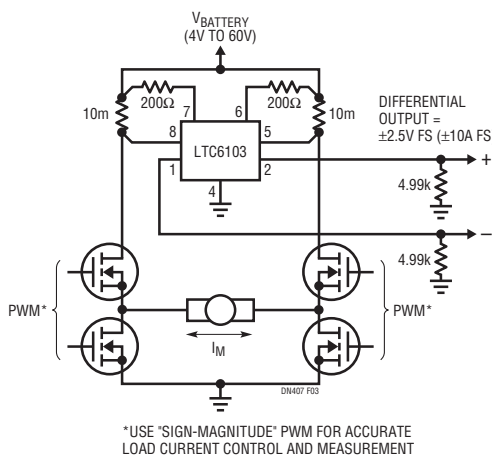 VBATTERY
(4V TO 60V)
200Ω
7
6
200Ω
10m
10m
8
5
LTC6103
1
2
4
DIFFERENTIAL
OUTPUT =
±2.5V FS (±10A FS
+
4.99k
–
4.99k
PWM*
PWM*
IM
DN407 F03
*USE "SIGN-MAGNITUDE" PWM FOR ACCURATE
LOAD CURRENT CONTROL AND MEASUREMENT